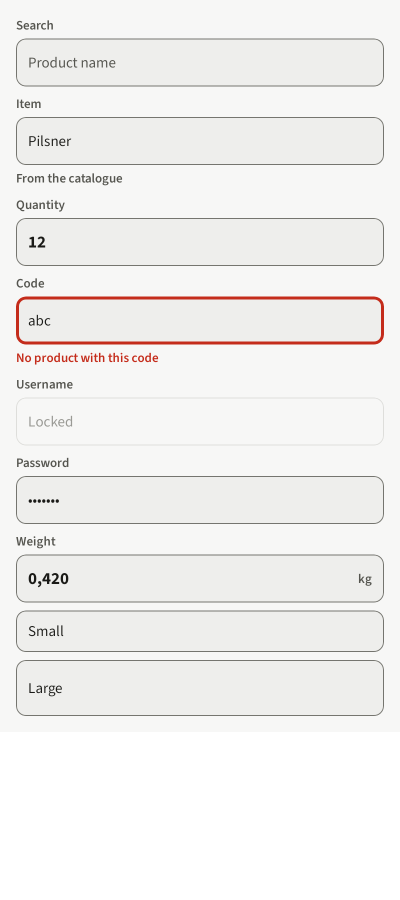 Search
Product name
Item
Pilsner
From the catalogue
Quantity
12
Code
abc
No product with this code
Username
Locked
Password
•••••••
Weight
0,420 kg
Small
Large